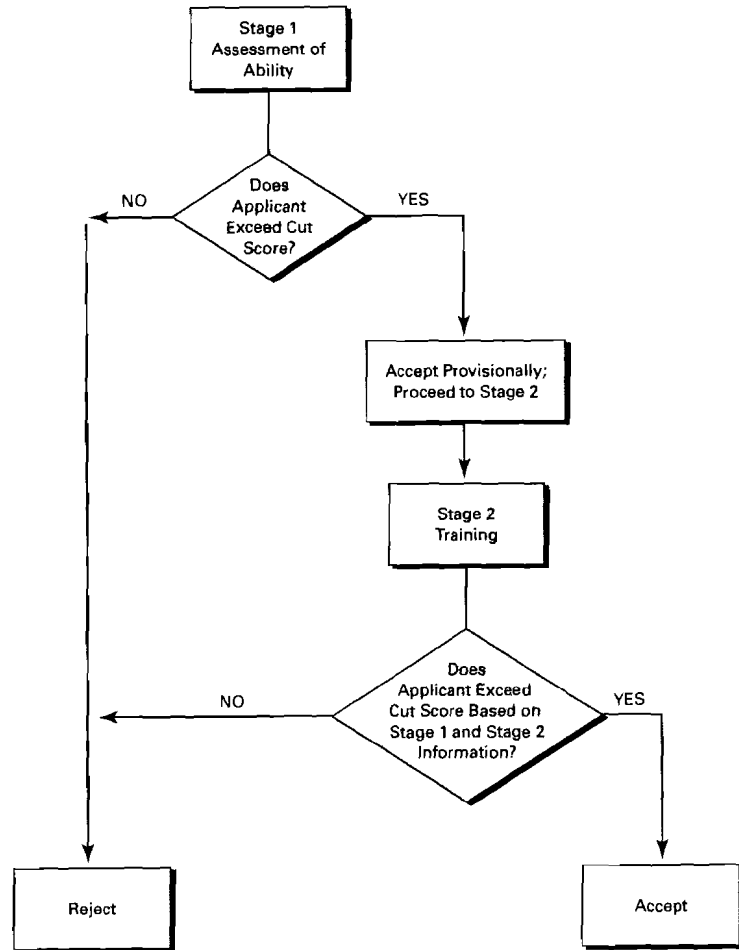 Stage 1
Assessment of
Ability
Does
Applicant
Exceed Cut
Score?
NO
YES
Accept Provisionally;
Proceed to Stage 2
Stage 2
Training
Does
Applicant Exceed
Cut Score Based on
Stage 1 and Stage 2
Information?
NO
YES
Reject
Accept